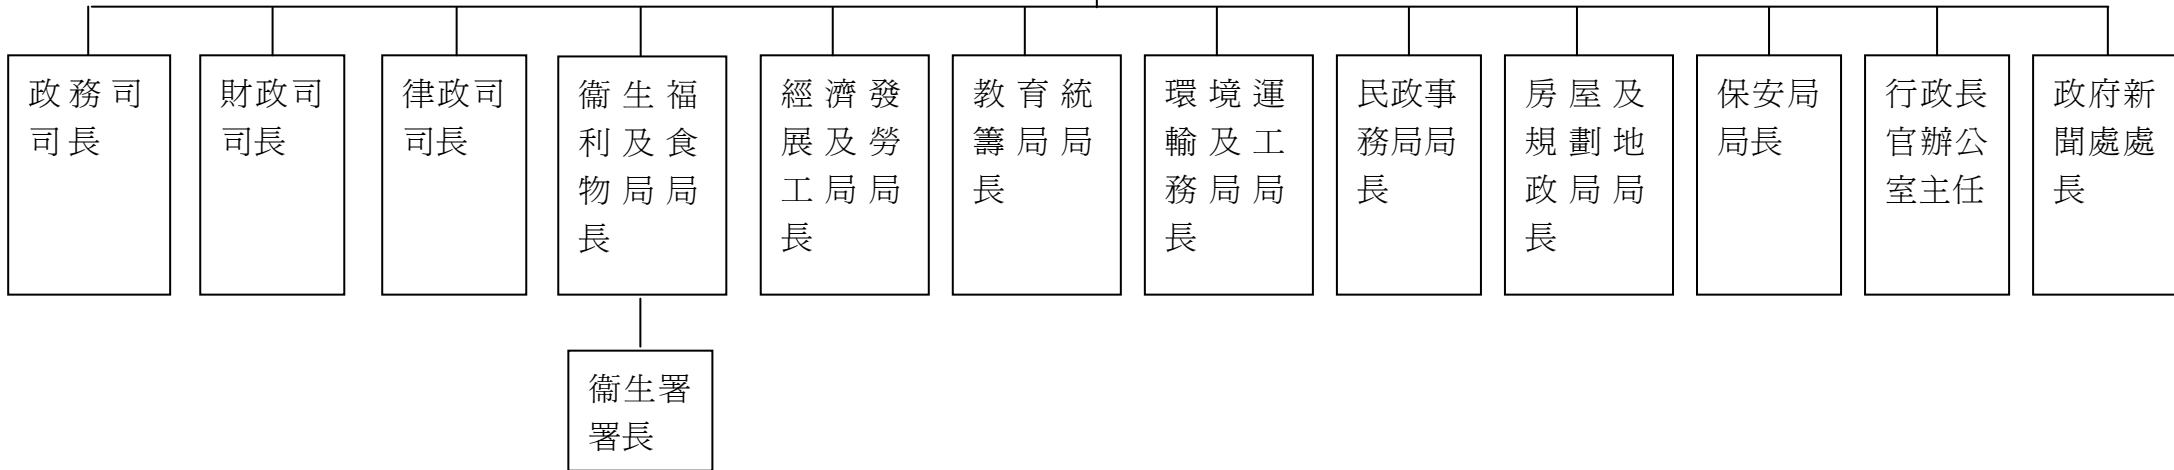 政務司
司長
財政司
司長
律政司
司長
衞生福
利及食
物局局
長
經濟發
展及勞
工局局
長
教育統
籌局局
長
環境運
輸及工
務局局
長
民政事
務局局
長
房屋及
規劃地
政局局
長
保安局
局長
行政長
官辦公
室主任
政府新
聞處處
長
衞生署
署長